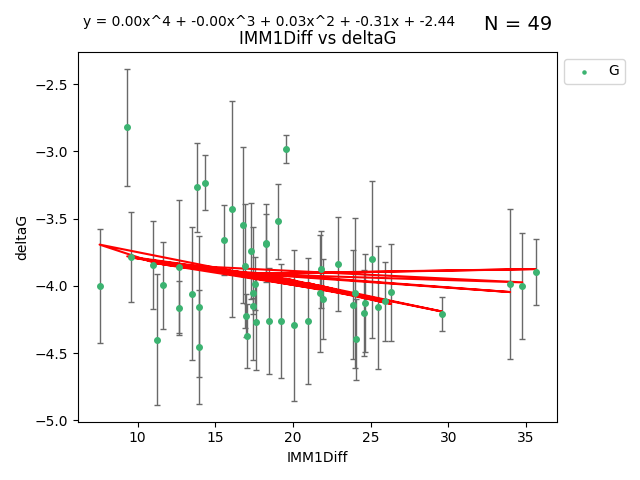 y = 0.00x^4 + -0.00x^3 + 0.03x^2 + -0.31x + -2.44
N = 49
IMM1Diff vs deltaG
G
−2.5
−3.0
−3.5
−4.0
−4.5
−5.0
deltaG
10 15 20 25 30 35
IMM1Diff